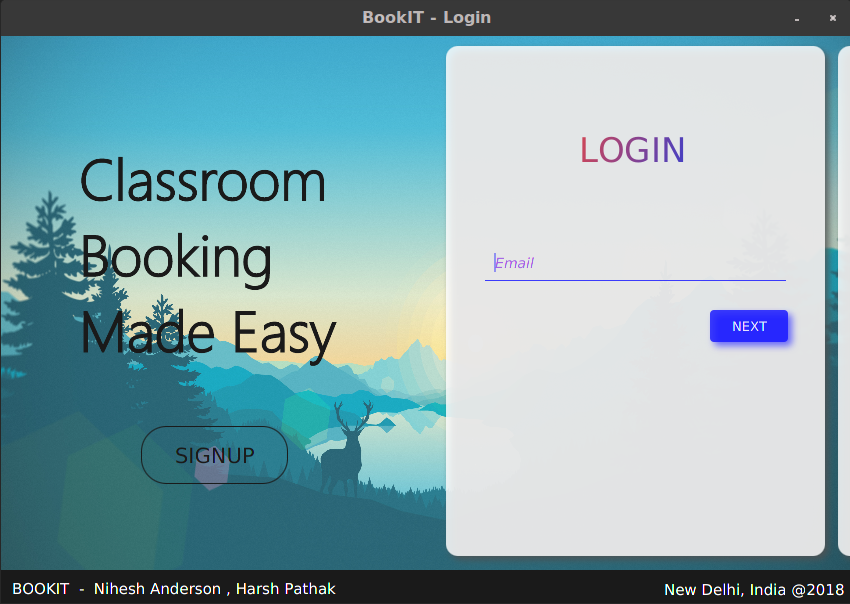 BookIT - Login
Classroom
Booking
Made Easy
SIGNUP
LOGIN
Email
NEXT
BOOKIT - Nihesh Anderson , Harsh Pathak
New Delhi, India @2018